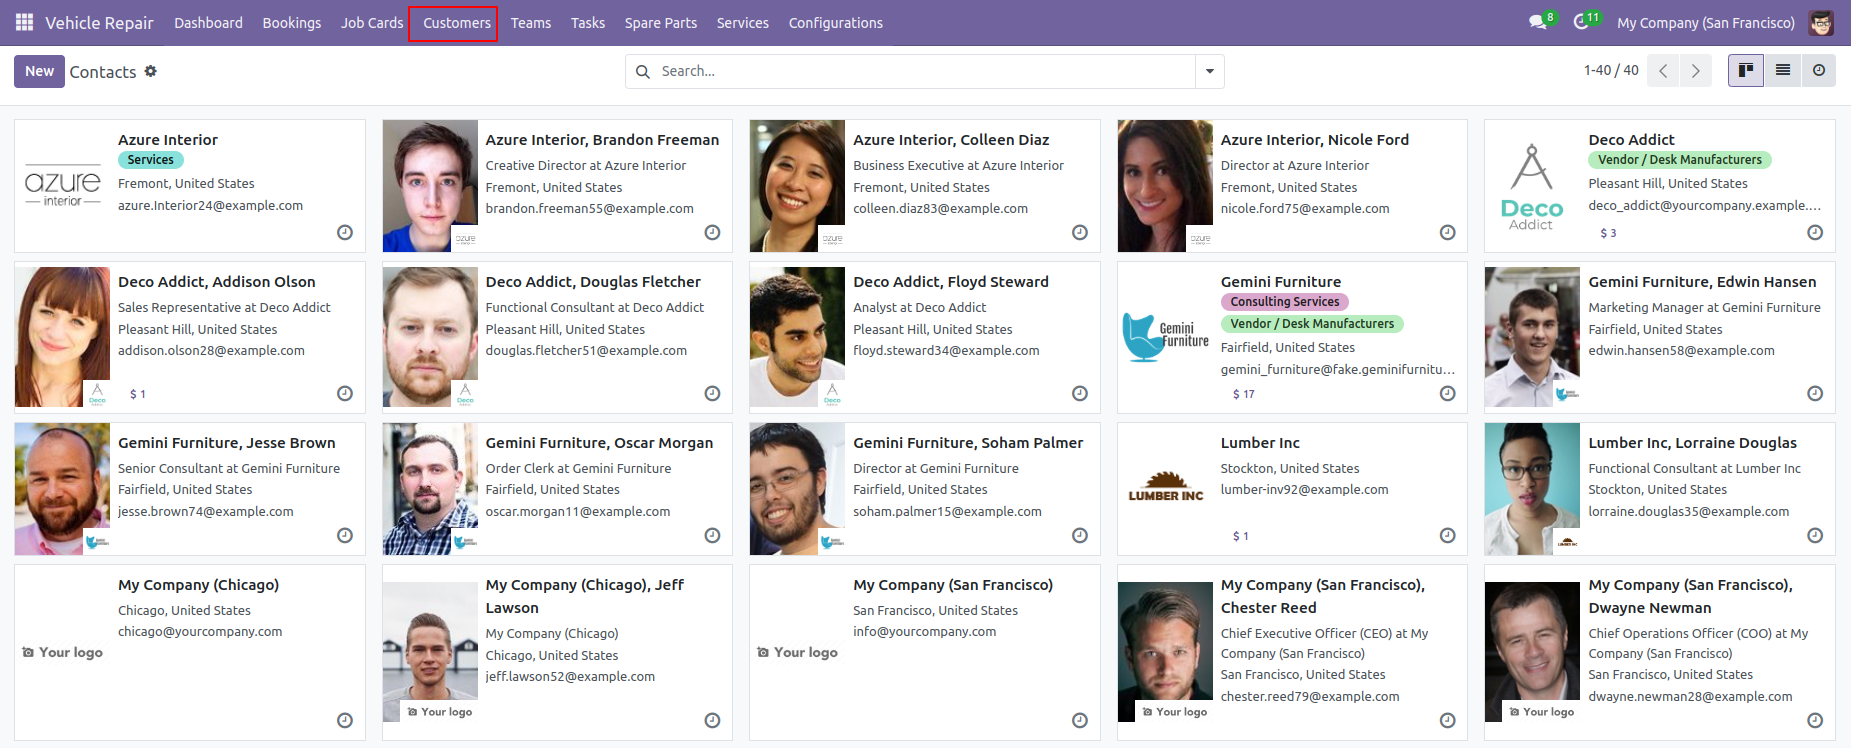 Vehicle Repair Dashboard Bookings Job Cards Customers Teams Tasks Spare Parts Services Configurations 8 11 My Company (San Francisco)
New Contacts Search... 1-40 / 40
Azure Interior
Services
Fremont, United States
azure.Interior24@example.com
azure
interior
Azure Interior, Brandon Freeman
Creative Director at Azure Interior
Fremont, United States
brandon.freeman55@example.com
azure
Azure Interior, Colleen Diaz
Business Executive at Azure Interior
Fremont, United States
colleen.diaz83@example.com
azure
Azure Interior, Nicole Ford
Director at Azure Interior
Fremont, United States
nicole.ford75@example.com
azure
Deco Addict
Vendor / Desk Manufacturers
Pleasant Hill, United States
deco_addict@yourcompany.example....
$ 3
Deco
Addict
Deco Addict, Addison Olson
Sales Representative at Deco Addict
Pleasant Hill, United States
addison.olson28@example.com
$ 1
Deco
Deco Addict, Douglas Fletcher
Functional Consultant at Deco Addict
Pleasant Hill, United States
douglas.fletcher51@example.com
Deco
Deco Addict, Floyd Steward
Analyst at Deco Addict
Pleasant Hill, United States
floyd.steward34@example.com
Deco
Gemini Furniture
Consulting Services
Vendor / Desk Manufacturers
Fairfield, United States
gemini_furniture@fake.geminifurnitu...
$ 17
Gemini
Furniture
Gemini Furniture, Edwin Hansen
Marketing Manager at Gemini Furniture
Fairfield, United States
edwin.hansen58@example.com
Gemini Furniture, Jesse Brown
Senior Consultant at Gemini Furniture
Fairfield, United States
jesse.brown74@example.com
Gemini Furniture, Oscar Morgan
Order Clerk at Gemini Furniture
Fairfield, United States
oscar.morgan11@example.com
Gemini Furniture, Soham Palmer
Director at Gemini Furniture
Fairfield, United States
soham.palmer15@example.com
Lumber Inc
Stockton, United States
lumber-inv92@example.com
$ 1
LUMBER INC
Lumber Inc, Lorraine Douglas
Functional Consultant at Lumber Inc
Stockton, United States
lorraine.douglas35@example.com
LUMBER INC
My Company (Chicago)
Chicago, United States
chicago@yourcompany.com
Your logo
My Company (Chicago), Jeff
Lawson
My Company (Chicago)
Chicago, United States
jeff.lawson52@example.com
Your logo
My Company (San Francisco)
San Francisco, United States
info@yourcompany.com
Your logo
My Company (San Francisco),
Chester Reed
Chief Executive Officer (CEO) at My
Company (San Francisco)
San Francisco, United States
chester.reed79@example.com
Your logo
My Company (San Francisco),
Dwayne Newman
Chief Operations Officer (COO) at My
Company (San Francisco)
San Francisco, United States
dwayne.newman28@example.com
Your logo